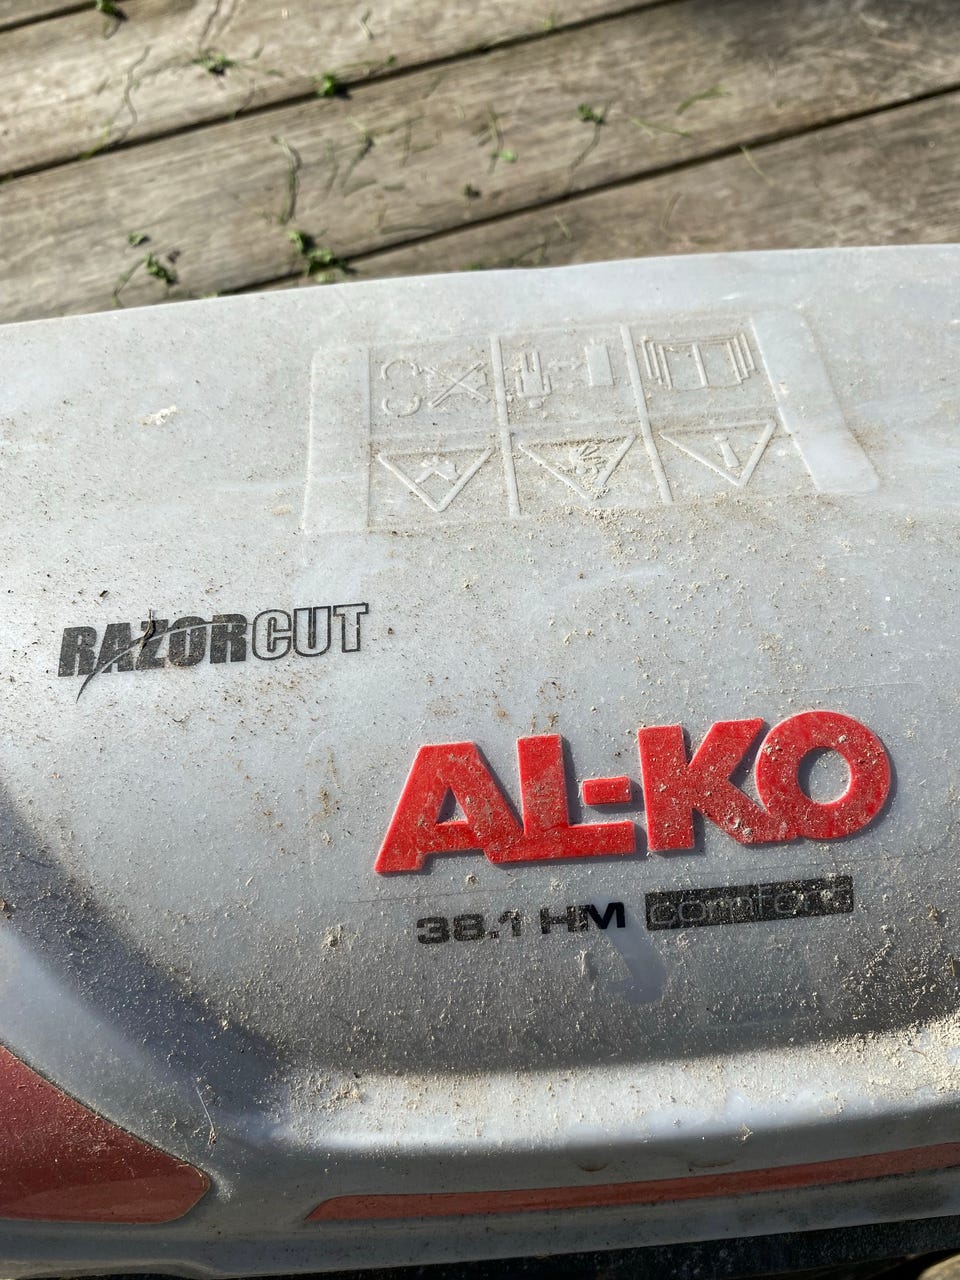 RAZORCUT
AL-KO
38.1 HM comfort